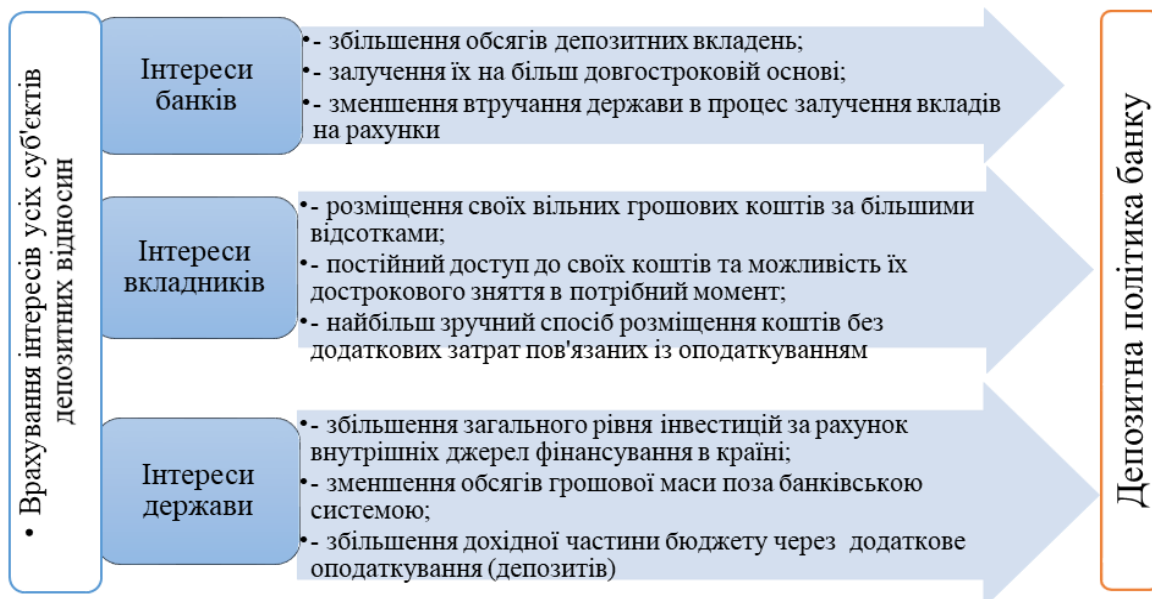 • Врахування інтересів усіх суб'єктів
депозитних відносин
Інтереси
банків
•- збільшення обсягів депозитних вкладень;
•- залучення їх на більш довгостроковій основі;
•- зменшення втручання держави в процес залучення вкладів
на рахунки
Інтереси
вкладників
•- розміщення своїх вільних грошових коштів за більшими
відсотками;
•- постійний доступ до своїх коштів та можливість їх
дострокового зняття в потрібний момент;
•- найбільш зручний спосіб розміщення коштів без
додаткових затрат пов'язаних із оподаткуванням
Інтереси
держави
•- збільшення загального рівня інвестицій за рахунок
внутрішніх джерел фінансування в країні;
•- зменшення обсягів грошової маси поза банківською
системою;
•- збільшення дохідної частини бюджету через  додаткове
оподаткування (депозитів)
Депозитна політика банку